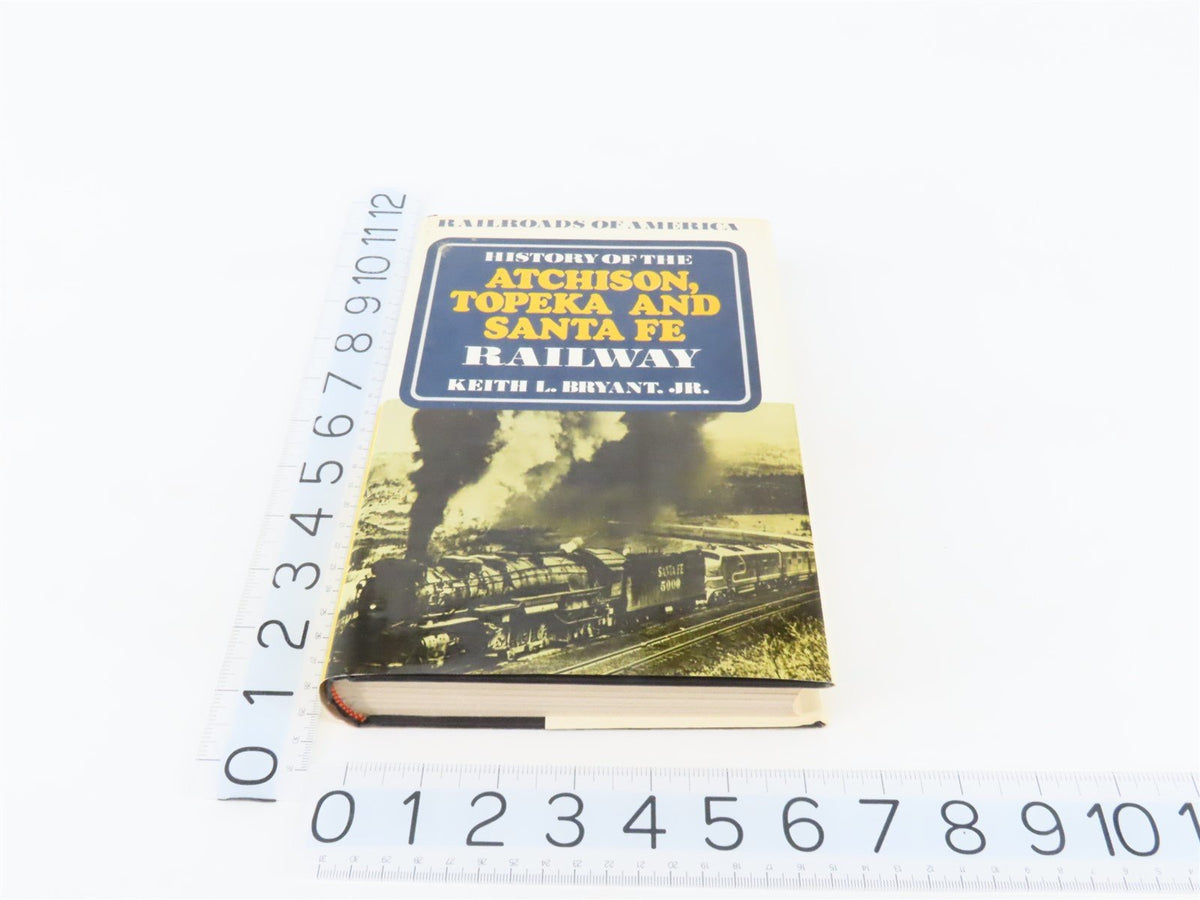 RAILROADS OF AMERICA
HISTORY OF THE
ATCHISON,
TOPEKA AND
SANTA FE
RAILWAY
KEITH L. BRYANT, JR.
SANTA FE
5000
0 1 2 3 4 5 6 7 8 9 10 11 12
0 1 2 3 4 5 6 7 8 9 10